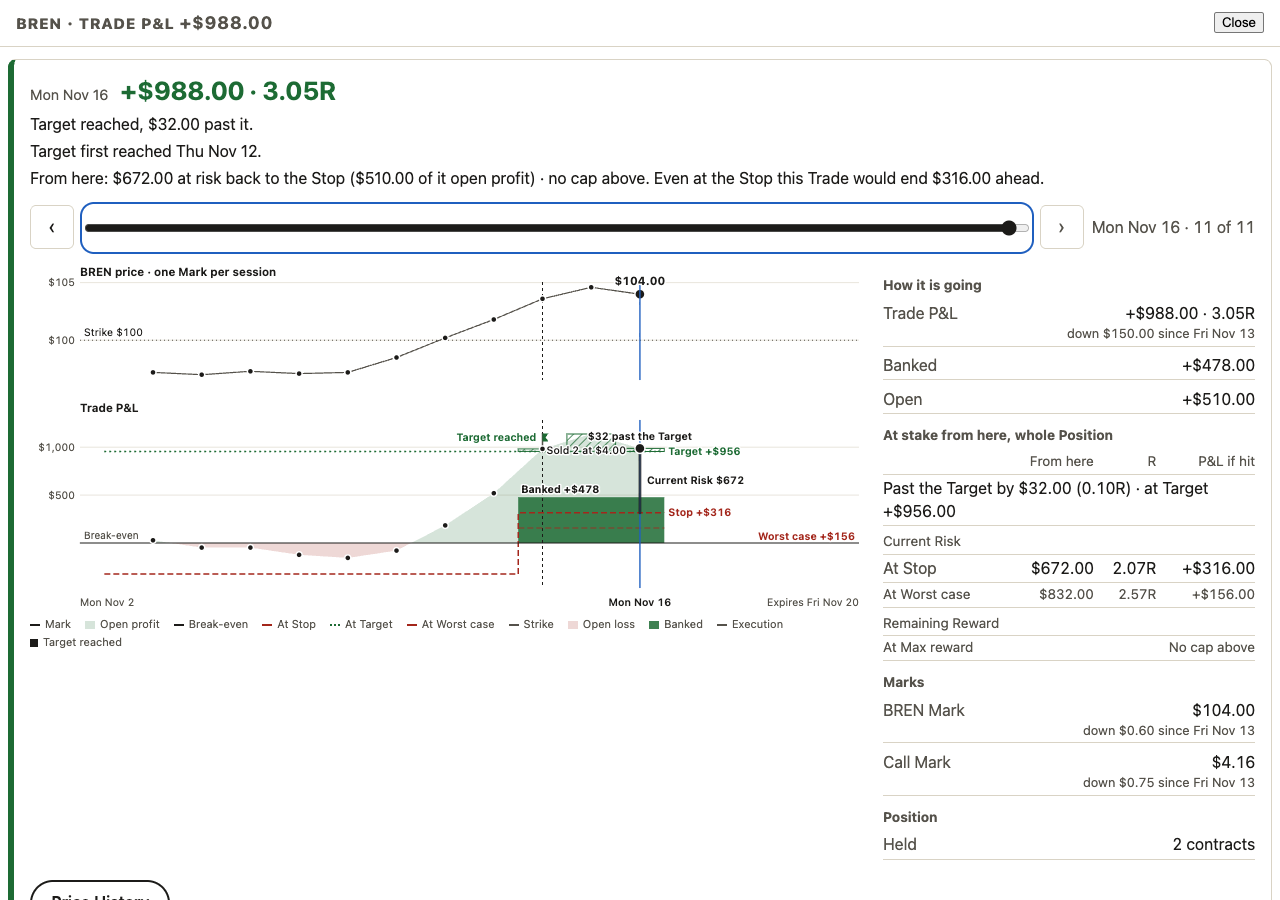 BREN · TRADE P&L +$988.00
Close
Mon Nov 16 +$988.00 · 3.05R
Target reached, $32.00 past it.
Target first reached Thu Nov 12.
From here: $672.00 at risk back to the Stop ($510.00 of it open profit) · no cap above. Even at the Stop this Trade would end $316.00 ahead.
‹
› Mon Nov 16 · 11 of 11
BREN price · one Mark per session
$105
$104.00
Strike $100
$100
Trade P&L
Target reached
$32 past the Target
$1,000
Sold 2 at $4.00
Target +$956
Current Risk $672
$500
Banked +$478
Stop +$316
Break-even
Worst case +$156
Mon Nov 2
Mon Nov 16
Expires Fri Nov 20
Mark
Open profit
Break-even
At Stop
At Target
At Worst case
Strike
Open loss
Banked
Execution
Target reached
How it is going
Trade P&L +$988.00 · 3.05R
down $150.00 since Fri Nov 13
Banked +$478.00
Open +$510.00
At stake from here, whole Position
From here R P&L if hit
Past the Target by $32.00 (0.10R) · at Target
+$956.00
Current Risk
At Stop $672.00 2.07R +$316.00
At Worst case $832.00 2.57R +$156.00
Remaining Reward
At Max reward No cap above
Marks
BREN Mark $104.00
down $0.60 since Fri Nov 13
Call Mark $4.16
down $0.75 since Fri Nov 13
Position
Held 2 contracts
Price History